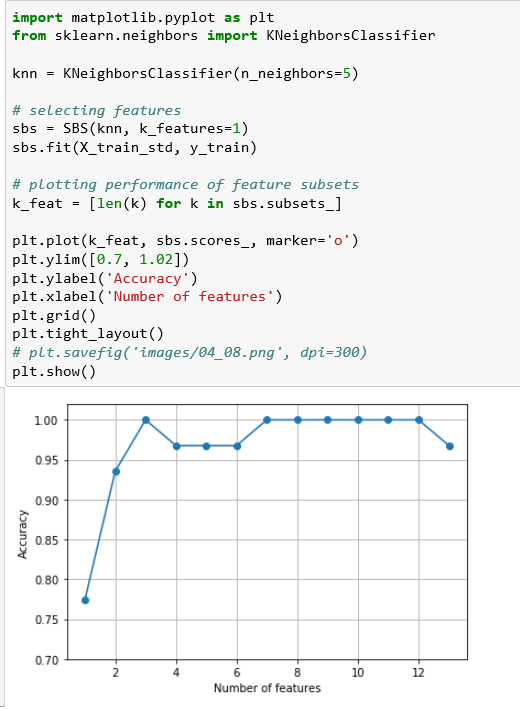 import matplotlib.pyplot as plt
from sklearn.neighbors import KNeighborsClassifier
knn = KNeighborsClassifier(n_neighbors=5)
# selecting features
sbs = SBS(knn, k_features=1)
sbs.fit(X_train_std, y_train)
# plotting performance of feature subsets
k_feat = [len(k) for k in sbs.subsets_]
plt.plot(k_feat, sbs.scores_, marker='o')
plt.ylim([0.7, 1.02])
plt.ylabel('Accuracy')
plt.xlabel('Number of features')
plt.grid()
plt.tight_layout()
# plt.savefig('images/04_08.png', dpi=300)
plt.show()
1.00
0.95
0.90
0.85
0.80
0.75
0.70
Accuracy
2 4 6 8 10 12
Number of features